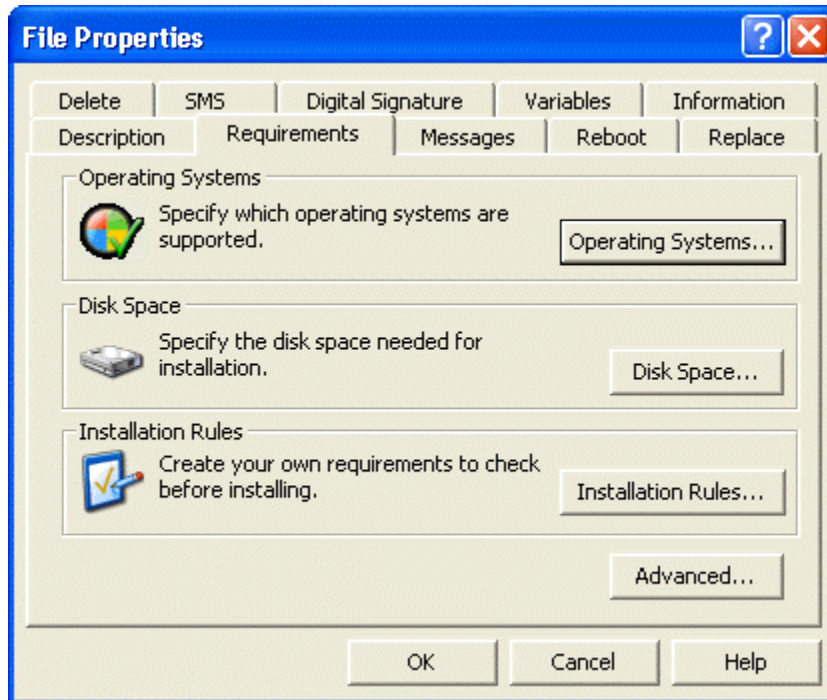 File Properties
Delete SMS Digital Signature Variables Information
Description Requirements Messages Reboot Replace
Operating Systems
Specify which operating systems are
supported.
Operating Systems...
Disk Space
Specify the disk space needed for
installation.
Disk Space...
Installation Rules
Create your own requirements to check
before installing.
Installation Rules...
Advanced...
OK Cancel Help